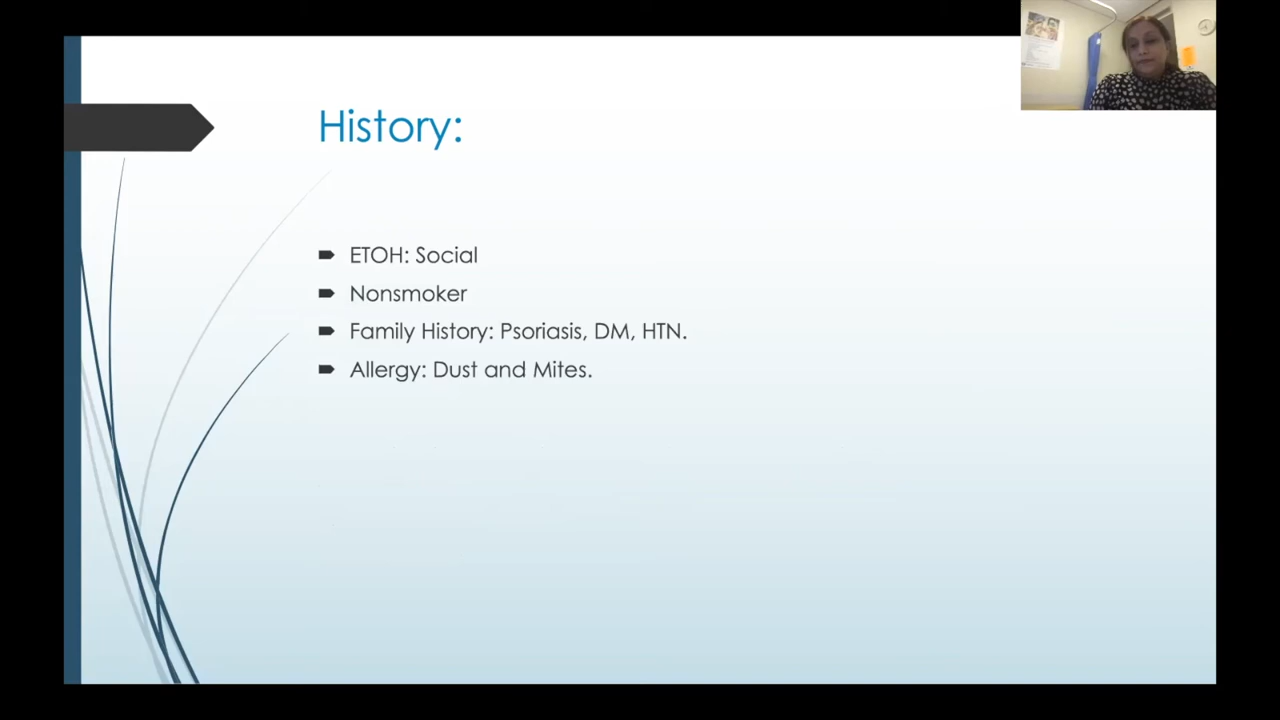 History:
ETOH: Social
Nonsmoker
Family History: Psoriasis, DM, HTN.
Allergy: Dust and Mites.